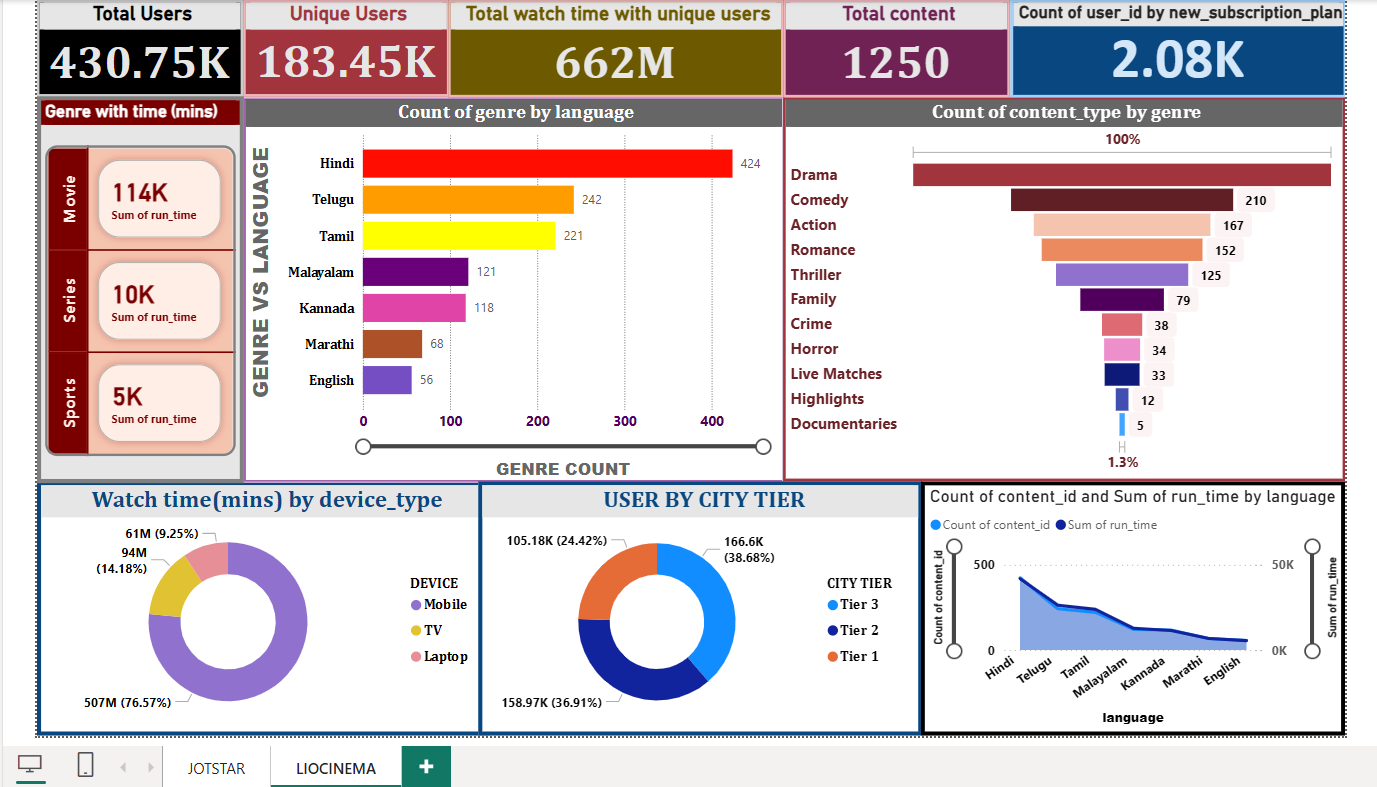 Total Users
430.75K
Unique Users
183.45K
Total watch time with unique users
662M
Total content
1250
Count of user_id by new_subscription_plan
2.08K
Genre with time (mins)
Movie
114K
Sum of run_time
Series
10K
Sum of run_time
Sports
5K
Sum of run_time
Count of genre by language
GENRE VS LANGUAGE
Hindi 424
Telugu 242
Tamil 221
Malayalam 121
Kannada 118
Marathi 68
English 56
0 100 200 300 400
GENRE COUNT
Count of content_type by genre
100%
Drama
Comedy 210
Action 167
Romance 152
Thriller 125
Family 79
Crime 38
Horror 34
Live Matches 33
Highlights 12
Documentaries 5
1.3%
Watch time(mins) by device_type
61M (9.25%)
94M
(14.18%)
507M (76.57%)
DEVICE
Mobile
TV
Laptop
USER BY CITY TIER
105.18K (24.42%)
166.6K
(38.68%)
158.97K (36.91%)
CITY TIER
Tier 3
Tier 2
Tier 1
Count of content_id and Sum of run_time by language
Count of content_id Sum of run_time
Count of content_id
500
0
50K
0K
Sum of run_time
Hindi
Telugu
Tamil
Malayalam
Kannada
Marathi
English
language
JOTSTAR
LIOCINEMA